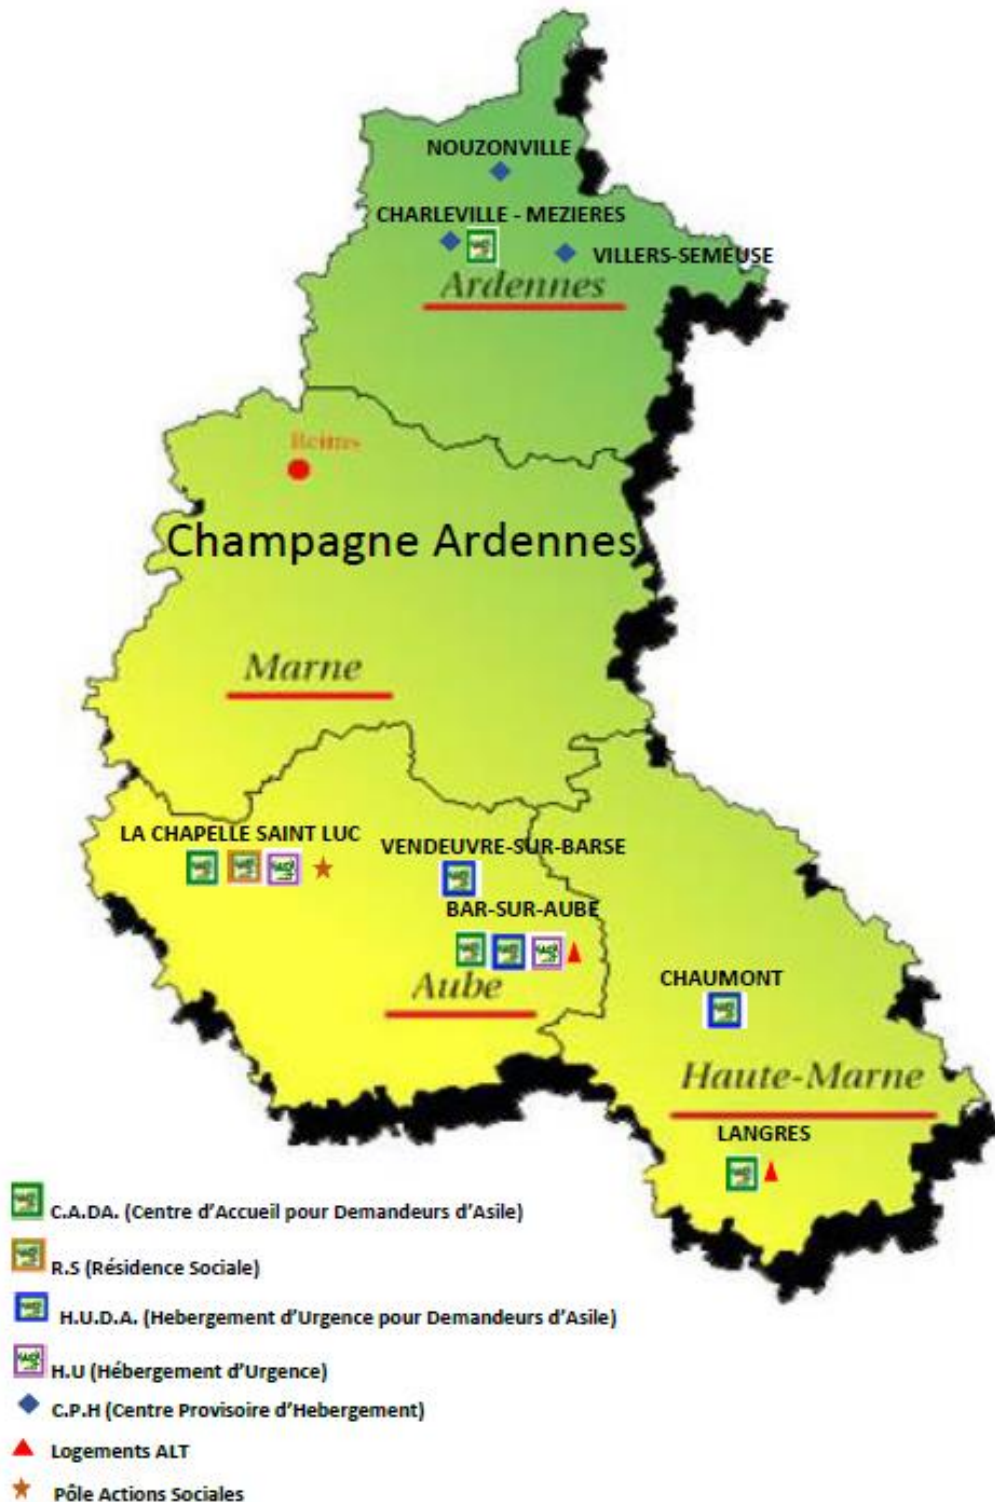 NOUZONVILLE
CHARLEVILLE - MEZIERES
VILLERS-SEMEUSE
Ardennes
Reims
Champagne Ardennes
Marne
LA CHAPELLE SAINT LUC
VENDEUVRE-SUR-BARSE
BAR-SUR-AUBE
Aube
CHAUMONT
Haute-Marne
LANGRES
C.A.DA. (Centre d'Accueil pour Demandeurs d'Asile)
R.S (Résidence Sociale)
H.U.D.A. (Hebergement d'Urgence pour Demandeurs d'Asile)
H.U (Hébergement d'Urgence)
C.P.H (Centre Provisoire d'Hebergement)
Logements ALT
Pôle Actions Sociales